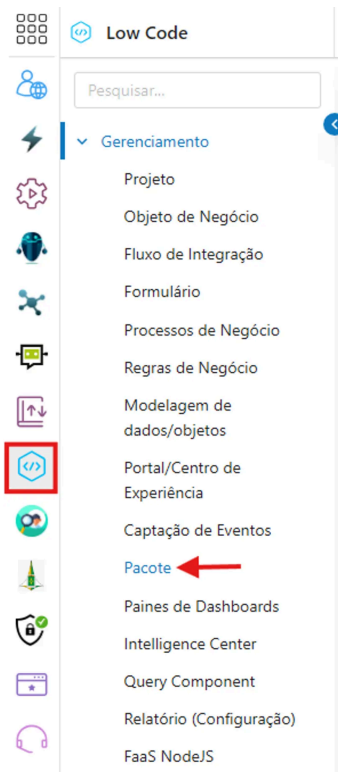 Low Code
Pesquisar...
Gerenciamento
Projeto
Objeto de Negócio
Fluxo de Integração
Formulário
Processos de Negócio
Regras de Negócio
Modelagem de
dados/objetos
Portal/Centro de
Experiência
Captação de Eventos
Pacote
Paines de Dashboards
Intelligence Center
Query Component
Relatório (Configuração)
FaaS NodeJS